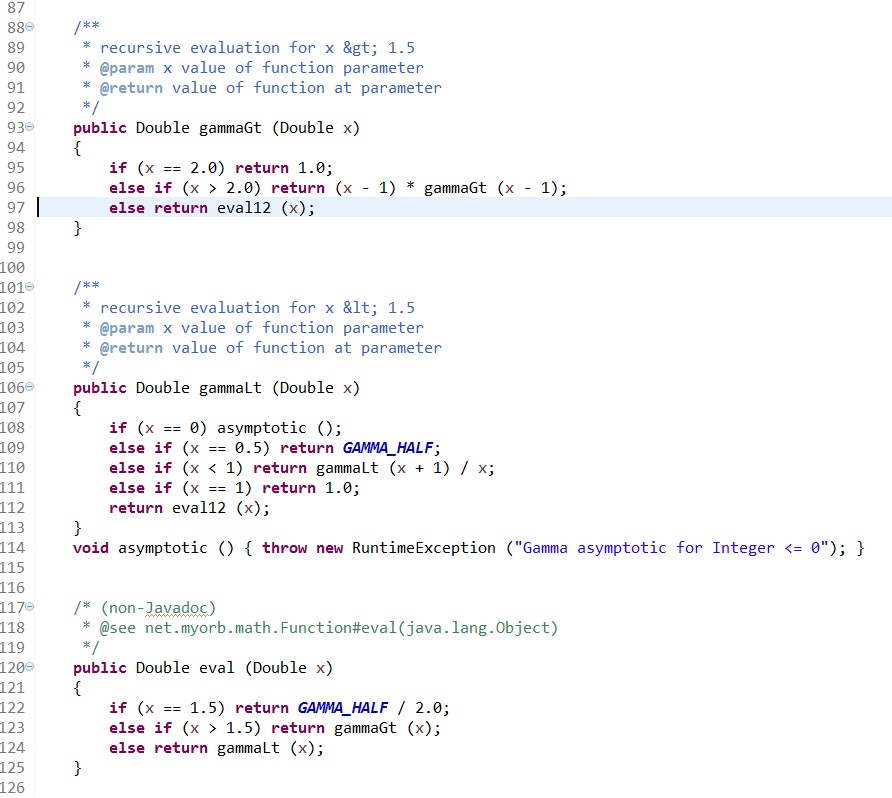 87
88 /**
89 * recursive evaluation for x &gt; 1.5
90 * @param x value of function parameter
91 * @return value of function at parameter
92 */
93 public Double gammaGt (Double x)
94 {
95 if (x == 2.0) return 1.0;
96 else if (x > 2.0) return (x - 1) * gammaGt (x - 1);
97 else return eval12 (x);
98 }
99
100
101 /**
102 * recursive evaluation for x &lt; 1.5
103 * @param x value of function parameter
104 * @return value of function at parameter
105 */
106 public Double gammaLt (Double x)
107 {
108 if (x == 0) asymptotic ();
109 else if (x == 0.5) return GAMMA_HALF;
110 else if (x < 1) return gammaLt (x + 1) / x;
111 else if (x == 1) return 1.0;
112 return eval12 (x);
113 }
114 void asymptotic () { throw new RuntimeException ("Gamma asymptotic for Integer <= 0"); }
115
116
117 /* (non-Javadoc)
118 * @see net.myorb.math.Function#eval(java.lang.Object)
119 */
120 public Double eval (Double x)
121 {
122 if (x == 1.5) return GAMMA_HALF / 2.0;
123 else if (x > 1.5) return gammaGt (x);
124 else return gammaLt (x);
125 }
126